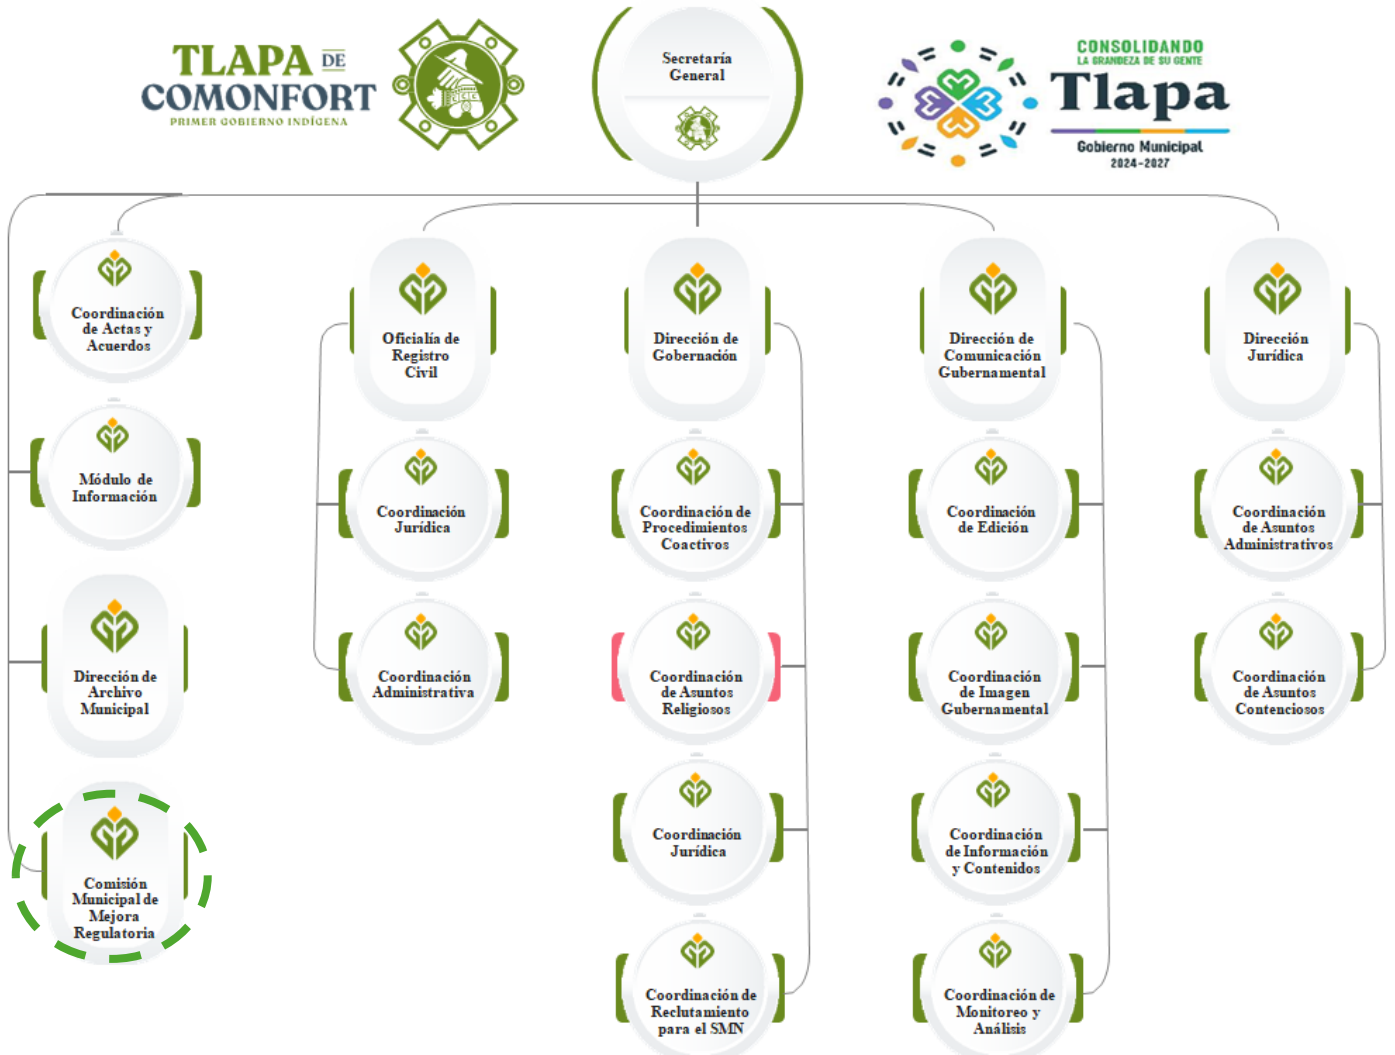 TLAPA DE
COMONFORT
PRIMER GOBIERNO INDÍGENA
Secretaría
General
CONSOLIDANDO
LA GRANDEZA DE SU GENTE
Tlapa
Gobierno Municipal
2024-2027
Coordinación
de Actas y
Acuerdos
Módulo de
Información
Dirección de
Archivo
Municipal
Comisión
Municipal de
Mejora
Regulatoria
Oficialía de
Registro
Civil
Coordinación
Jurídica
Coordinación
Administrativa
Dirección de
Gobernación
Coordinación de
Procedimientos
Coactivos
Coordinación
de Asuntos
Religiosos
Coordinación
Jurídica
Coordinación de
Reclutamiento
para el SMN
Dirección de
Comunicación
Gubernamental
Coordinación
de Edición
Coordinación
de Imagen
Gubernamental
Coordinación
de Información
y Contenidos
Coordinación de
Monitoreo y
Análisis
Dirección
Jurídica
Coordinación
de Asuntos
Administrativos
Coordinación
de Asuntos
Contenciosos